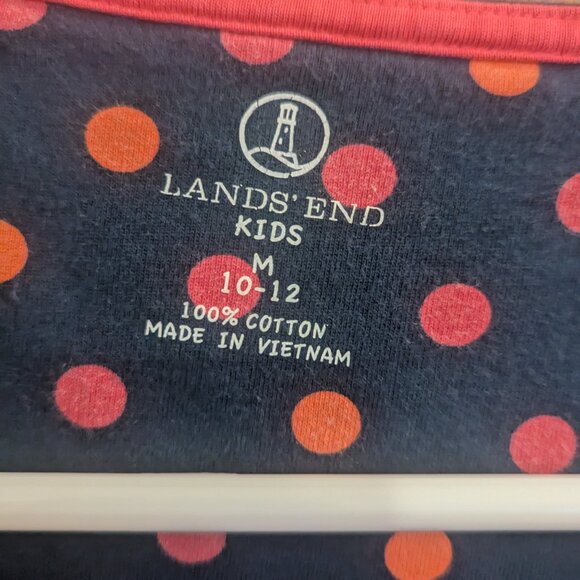 LANDS' END
KIDS
M
10-12
100% COTTON
MADE IN VIETNAM